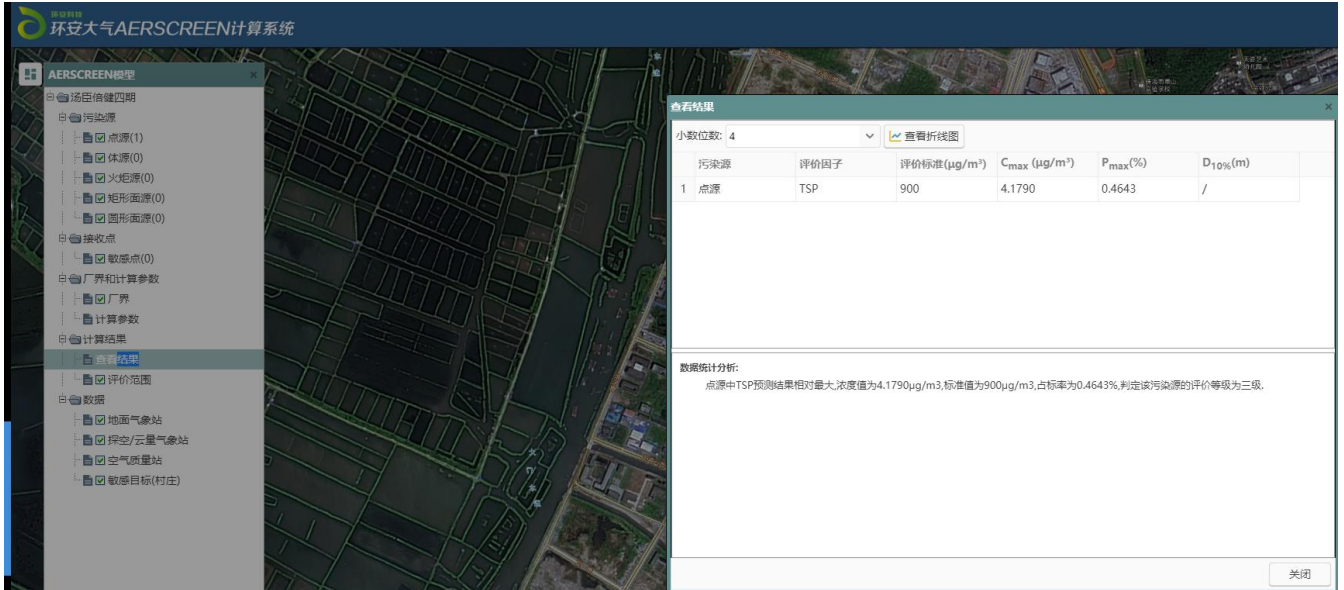 环安科技
环安大气AERSCREEN计算系统
AERSCREEN模型 ×
汤臣倍健四期
污染源
点源(1)
体源(0)
火炬源(0)
矩形面源(0)
圆形面源(0)
接收点
敏感点(0)
厂界和计算参数
厂界
计算参数
计算结果
查看结果
评价范围
数据
地面气象站
探空/云量气象站
空气质量站
敏感目标(村庄)
查看结果 ×
小数位数: 4 查看折线图
污染源 评价因子 评价标准(μg/m³) Cmax (μg/m³) Pmax(%) D10%(m)
1 点源 TSP 900 4.1790 0.4643 /
数据统计分析:
点源中TSP预测结果相对最大,浓度值为4.1790μg/m3,标准值为900μg/m3,占标率为0.4643%,判定该污染源的评价等级为三级.
关闭